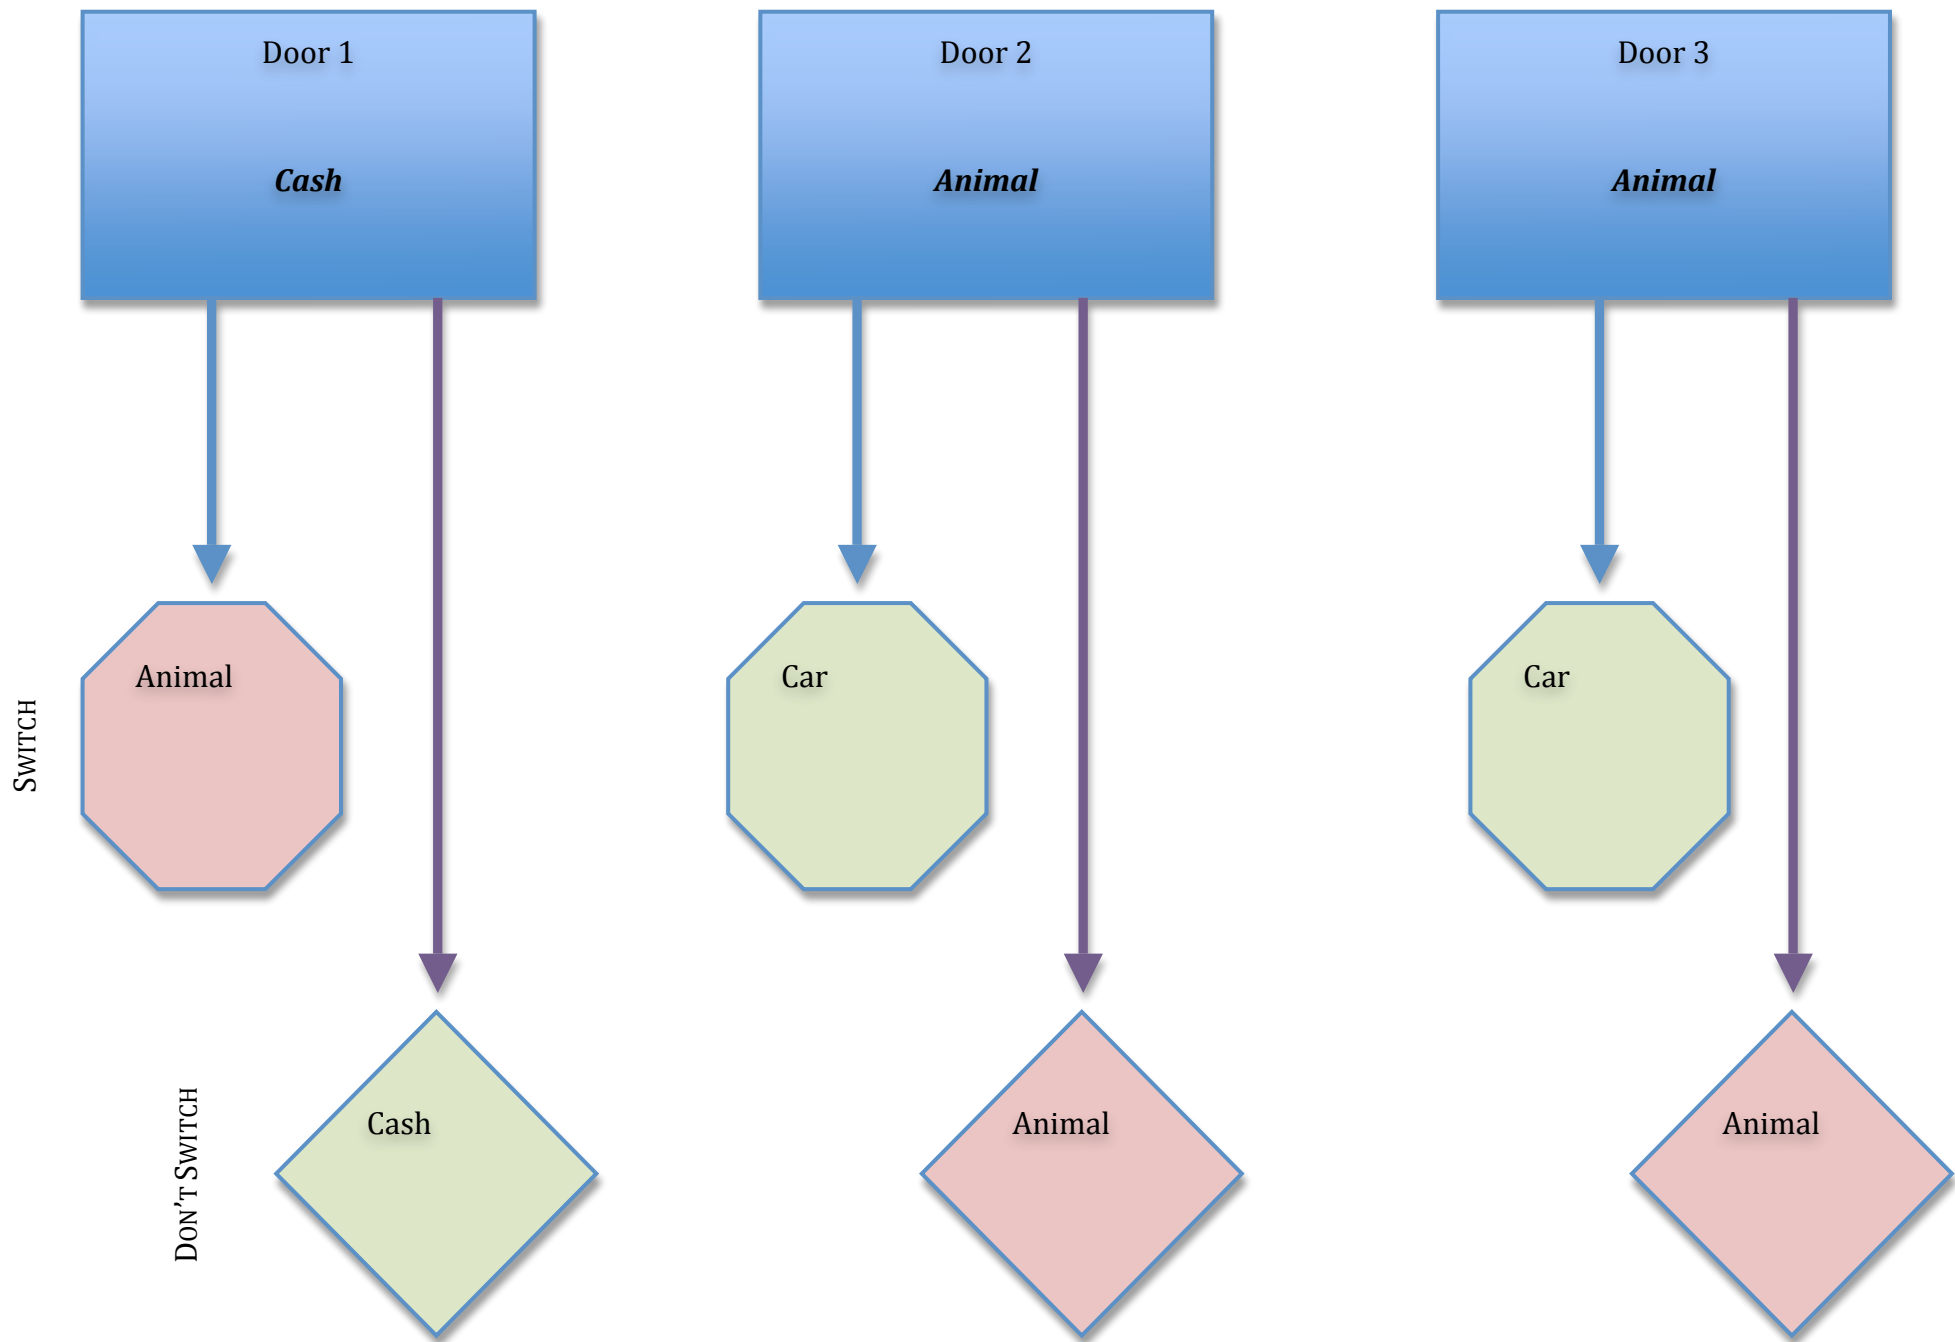 Door 1
Cash
Door 2
Animal
Door 3
Animal
SWITCH
Animal
Car
Car
DON'T SWITCH
Cash
Animal
Animal